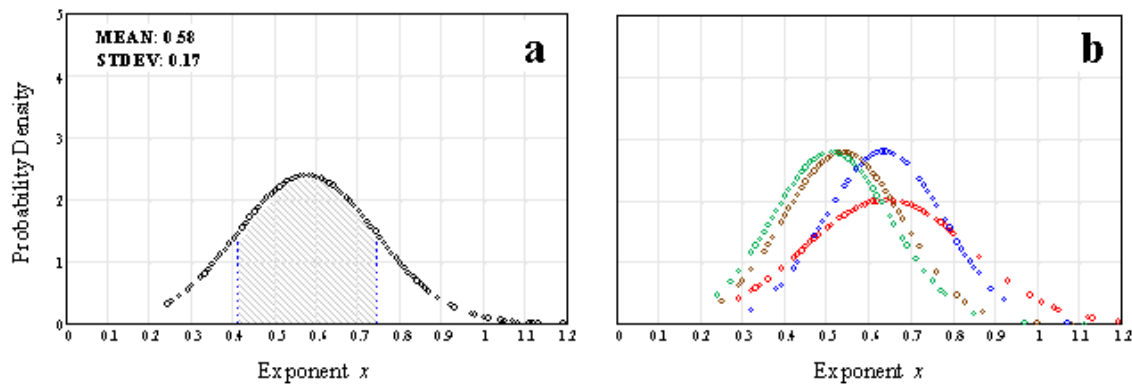 MEAN: 0.58
STDEV: 0.17
a
Probability Density
5
4
3
2
1
0
0 0.1 0.2 0.3 0.4 0.5 0.6 0.7 0.8 0.9 1 1.1 1.2
Exponent x
b
0 0.1 0.2 0.3 0.4 0.5 0.6 0.7 0.8 0.9 1 1.1 1.2
Exponent x